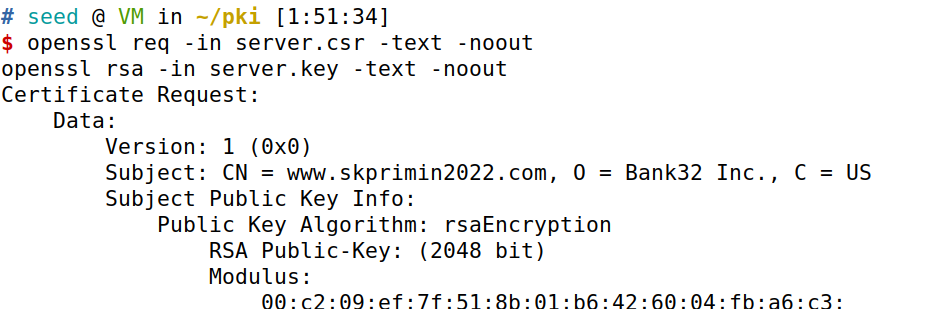 # seed @ VM in ~/pki [1:51:34]
$ openssl req -in server.csr -text -noout
openssl rsa -in server.key -text -noout
Certificate Request:
    Data:
        Version: 1 (0x0)
        Subject: CN = www.skprimin2022.com, O = Bank32 Inc., C = US
        Subject Public Key Info:
            Public Key Algorithm: rsaEncryption
                RSA Public-Key: (2048 bit)
                Modulus:
                    00:c2:09:ef:7f:51:8b:01:b6:42:60:04:fb:a6:c3: